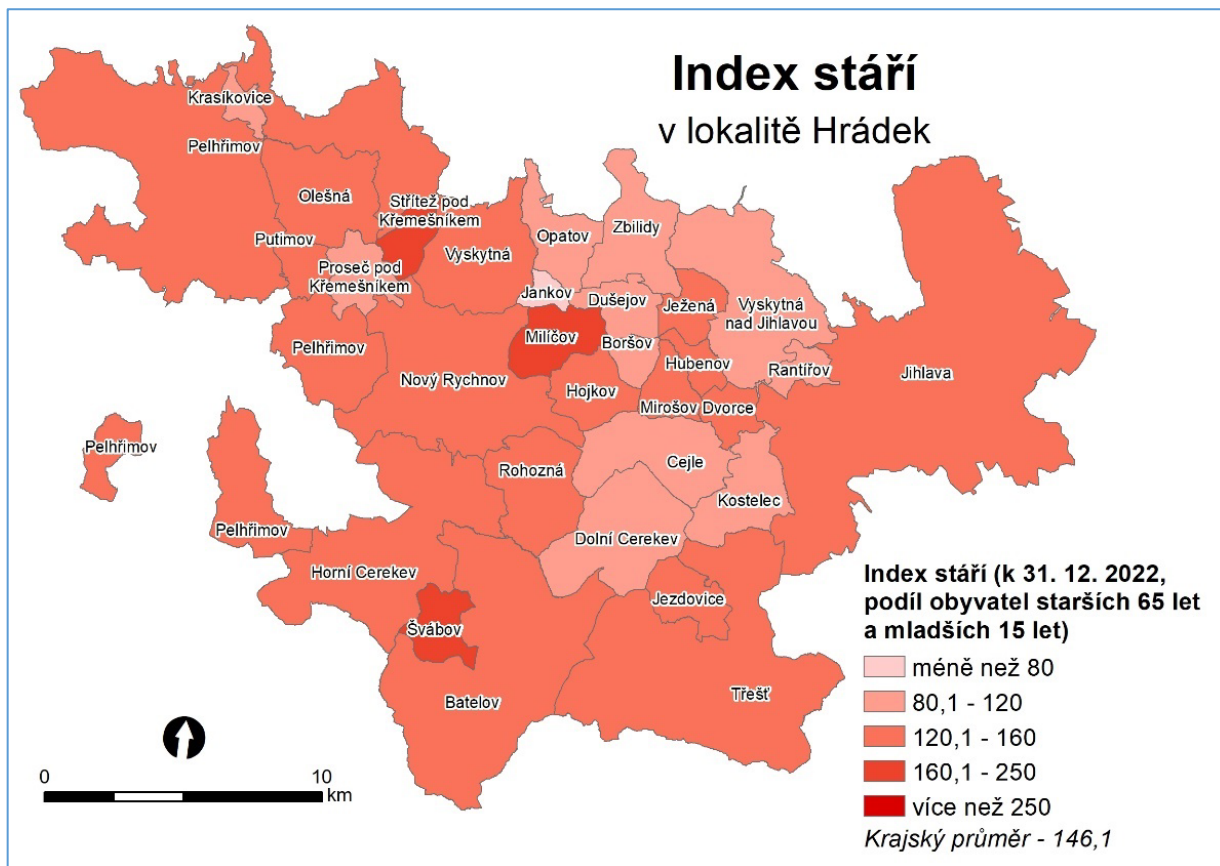 Index stáří
v lokalitě Hrádek
Krasíkovice
Pelhřimov
Olešná
Střítež pod
Křemešníkem
Putimov
Proseč pod
Křemešníkem
Vyskytná
Opatov
Zbilidy
Jankov
Dušejov
Ježená
Vyskytná
nad Jihlavou
Milíčov
Boršov
Pelhřimov
Hubenov
Rantířov
Jihlava
Nový Rychnov
Hojkov
Mirošov
Dvorce
Pelhřimov
Rohozná
Cejle
Kostelec
Pelhřimov
Dolní Cerekev
Horní Cerekev
Jezdovice
Švábov
Batelov
Třešť
Index stáří (k 31. 12. 2022,
podíl obyvatel starších 65 let
a mladších 15 let)
méně než 80
80,1 - 120
120,1 - 160
160,1 - 250
více než 250
Krajský průměr - 146,1
0 10
km